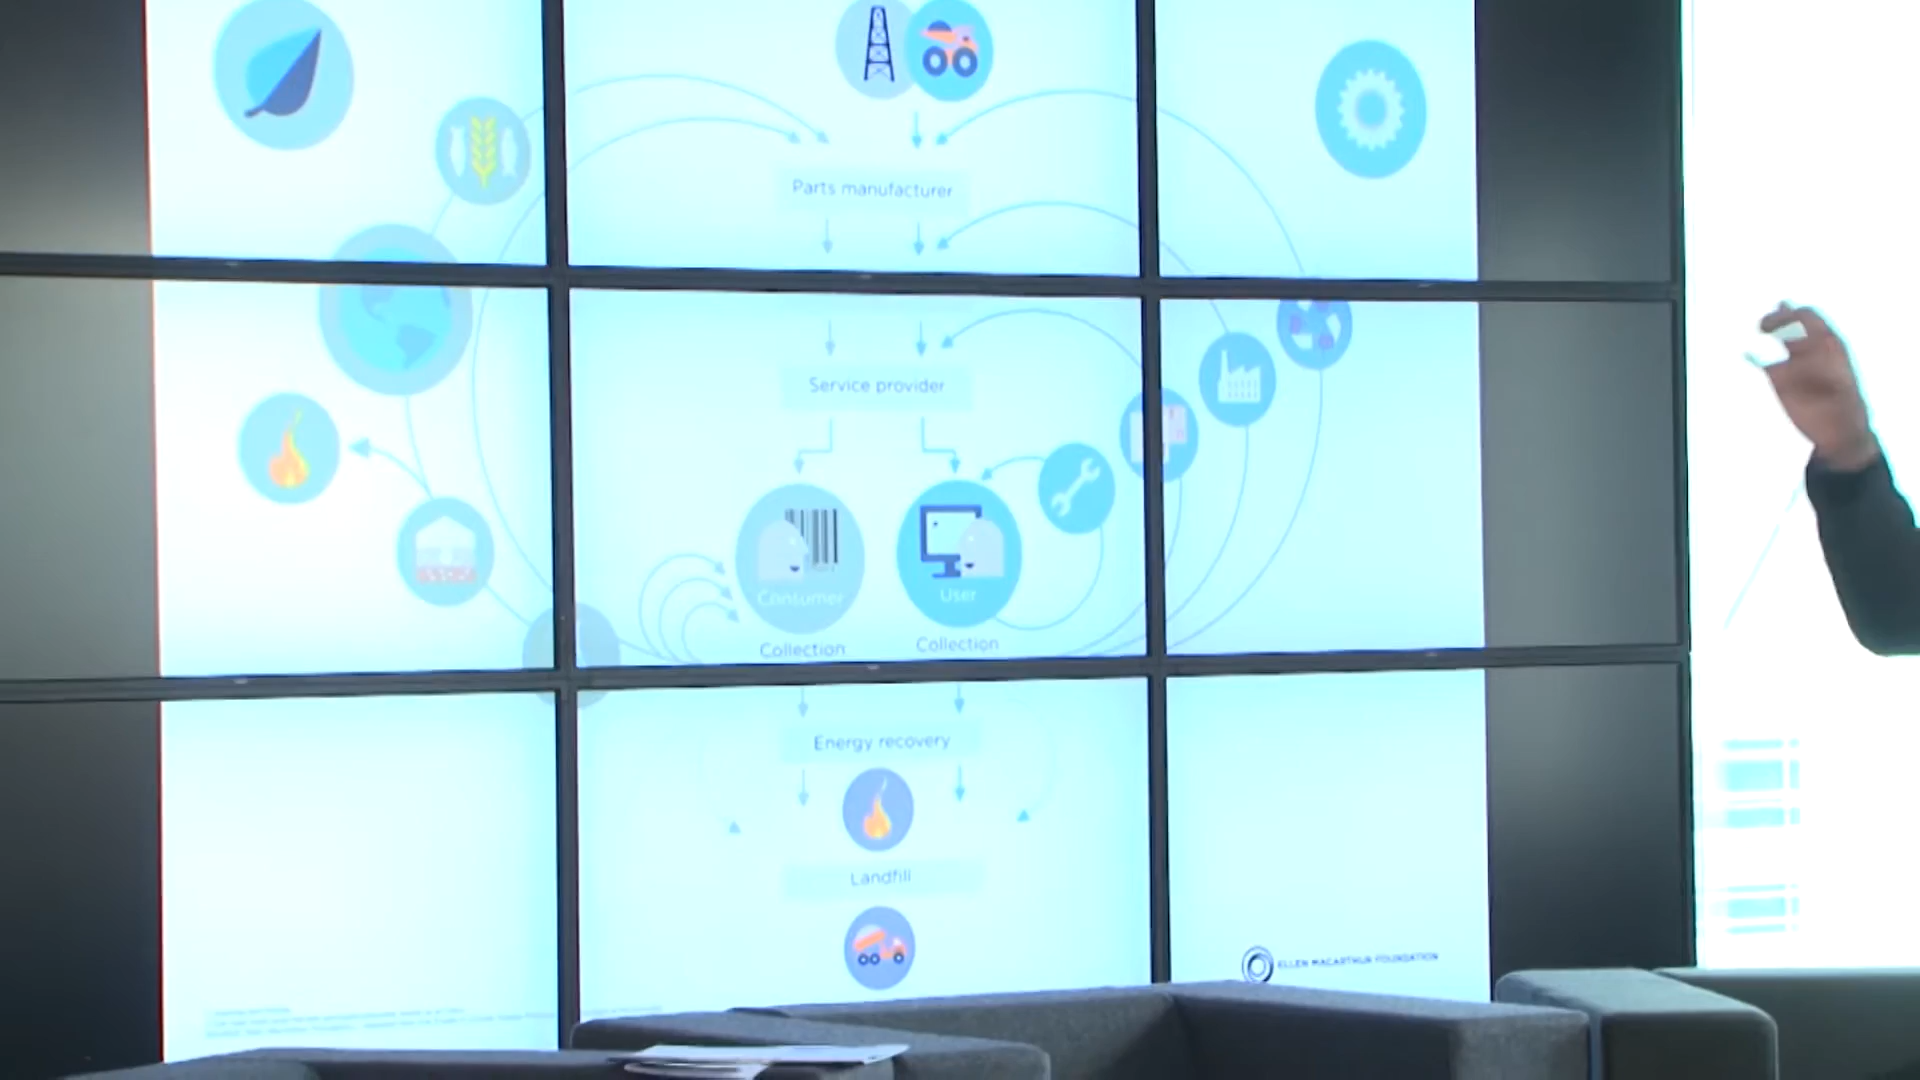 Parts manufacturer
Service provider
Consumer
User
Collection
Collection
Energy recovery
Landfill
ELLEN MACARTHUR FOUNDATION